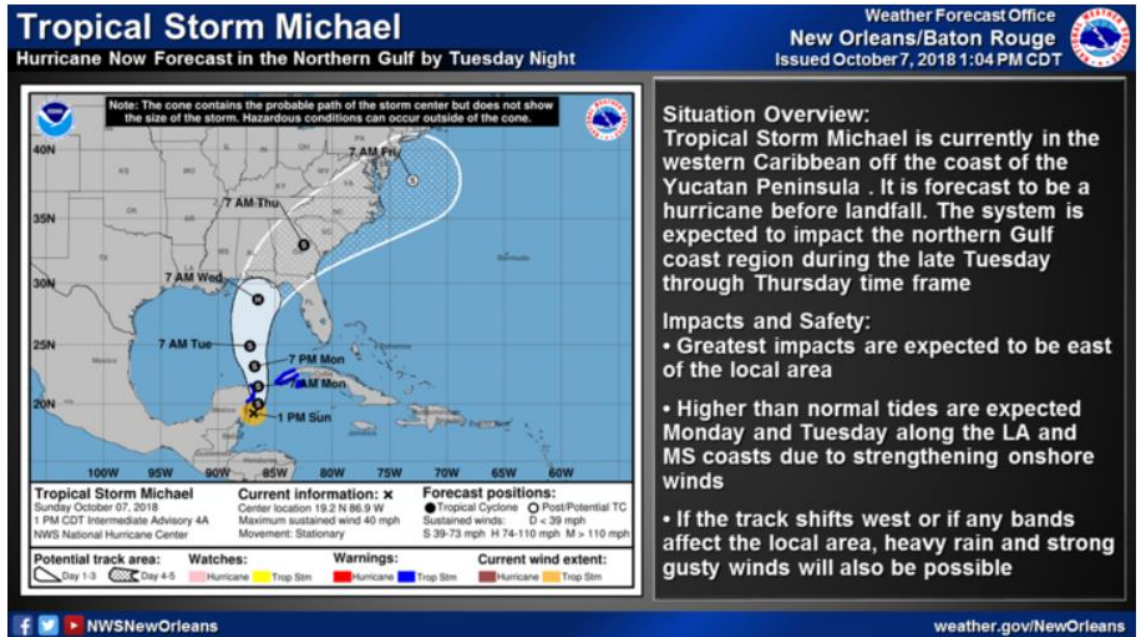 Tropical Storm Michael
Hurricane Now Forecast in the Northern Gulf by Tuesday Night
Weather Forecast Office
New Orleans/Baton Rouge
Issued October 7, 2018 1:04 PM CDT
Note: The cone contains the probable path of the storm center but does not show
the size of the storm. Hazardous conditions can occur outside of the cone.
40N
35N
30N
25N
20N
7 AM Fri
7 AM Thu
7 AM Wed
7 AM Tue
7 PM Mon
7 AM Mon
1 PM Sun
Bermuda
Mexico
100W 95W 90W 85W 80W 75W 70W 65W 60W
Tropical Storm Michael
Sunday October 07, 2018
1 PM CDT Intermediate Advisory 4A
NWS National Hurricane Center
Current information: ×
Center location 19.2 N 86.9 W
Maximum sustained wind 40 mph
Movement: Stationary
Forecast positions:
Tropical Cyclone Post/Potential TC
Sustained winds: D < 39 mph
S 39-73 mph H 74-110 mph M > 110 mph
Potential track area:
Day 1-3 Day 4-5
Watches:
Hurricane Trop Stm
Warnings:
Hurricane Trop Stm
Current wind extent:
Hurricane Trop Stm
Situation Overview:
Tropical Storm Michael is currently in the
western Caribbean off the coast of the
Yucatan Peninsula . It is forecast to be a
hurricane before landfall. The system is
expected to impact the northern Gulf
coast region during the late Tuesday
through Thursday time frame
Impacts and Safety:
• Greatest impacts are expected to be east
of the local area
• Higher than normal tides are expected
Monday and Tuesday along the LA and
MS coasts due to strengthening onshore
winds
• If the track shifts west or if any bands
affect the local area, heavy rain and strong
gusty winds will also be possible
NWSNewOrleans
weather.gov/NewOrleans